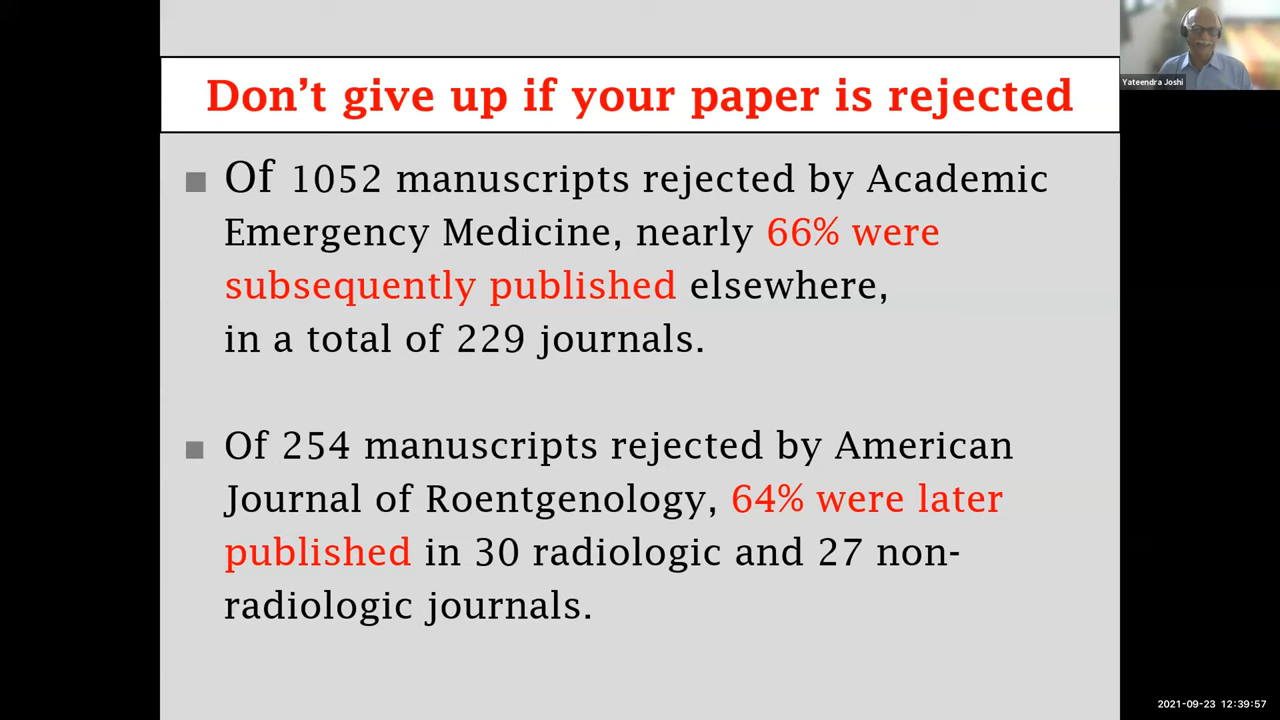 Don’t give up if your paper is rejected
Yateendra Joshi
Of 1052 manuscripts rejected by Academic
Emergency Medicine, nearly 66% were
subsequently published elsewhere,
in a total of 229 journals.
Of 254 manuscripts rejected by American
Journal of Roentgenology, 64% were later
published in 30 radiologic and 27 non-
radiologic journals.
2021-09-23 12:39:57